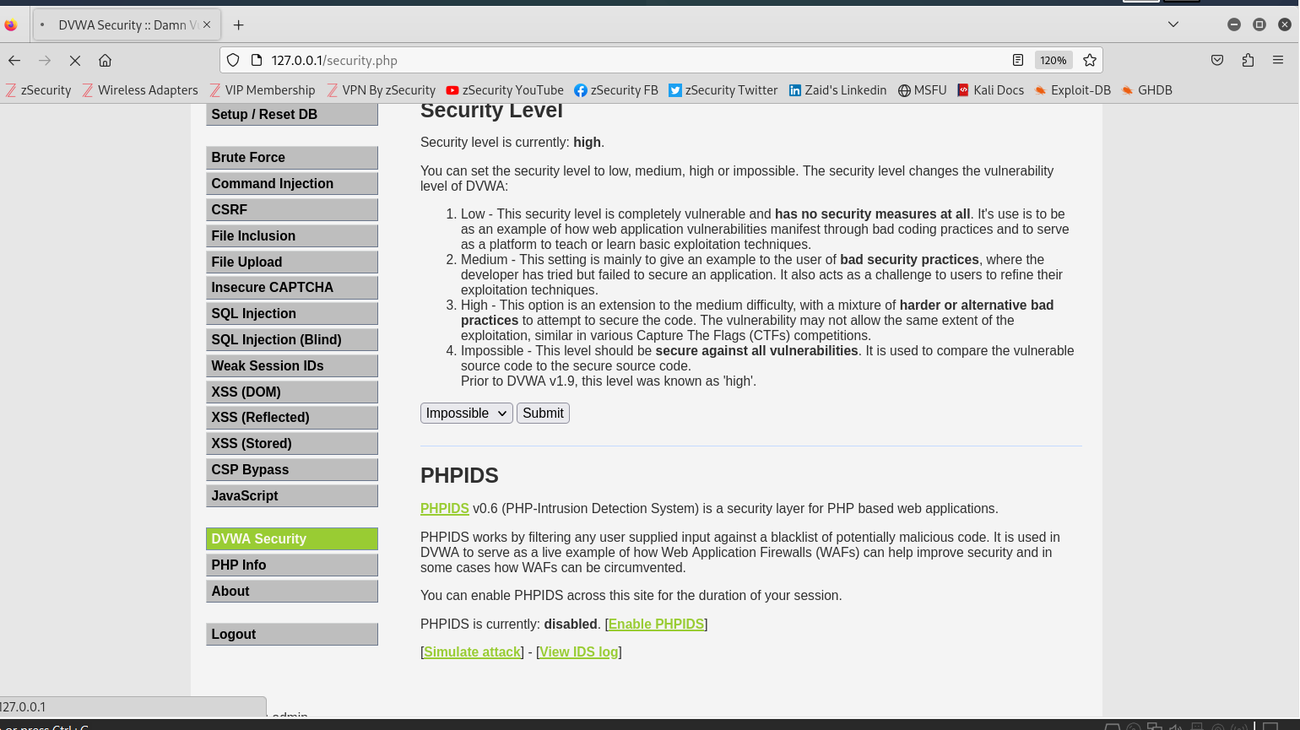 DVWA Security :: Damn V
127.0.0.1/security.php
120%
zSecurity
Wireless Adapters
VIP Membership
VPN By zSecurity
zSecurity YouTube
zSecurity FB
zSecurity Twitter
Zaid's Linkedin
MSFU
Kali Docs
Exploit-DB
GHDB
Setup / Reset DB
Brute Force
Command Injection
CSRF
File Inclusion
File Upload
Insecure CAPTCHA
SQL Injection
SQL Injection (Blind)
Weak Session IDs
XSS (DOM)
XSS (Reflected)
XSS (Stored)
CSP Bypass
JavaScript
DVWA Security
PHP Info
About
Logout
Security Level
Security level is currently: high.
You can set the security level to low, medium, high or impossible. The security level changes the vulnerability
level of DVWA:
1. Low - This security level is completely vulnerable and has no security measures at all. It's use is to be
as an example of how web application vulnerabilities manifest through bad coding practices and to serve
as a platform to teach or learn basic exploitation techniques.
2. Medium - This setting is mainly to give an example to the user of bad security practices, where the
developer has tried but failed to secure an application. It also acts as a challenge to users to refine their
exploitation techniques.
3. High - This option is an extension to the medium difficulty, with a mixture of harder or alternative bad
practices to attempt to secure the code. The vulnerability may not allow the same extent of the
exploitation, similar in various Capture The Flags (CTFs) competitions.
4. Impossible - This level should be secure against all vulnerabilities. It is used to compare the vulnerable
source code to the secure source code.
Prior to DVWA v1.9, this level was known as 'high'.
Impossible
Submit
PHPIDS
PHPIDS v0.6 (PHP-Intrusion Detection System) is a security layer for PHP based web applications.
PHPIDS works by filtering any user supplied input against a blacklist of potentially malicious code. It is used in
DVWA to serve as a live example of how Web Application Firewalls (WAFs) can help improve security and in
some cases how WAFs can be circumvented.
You can enable PHPIDS across this site for the duration of your session.
PHPIDS is currently: disabled. [Enable PHPIDS]
[Simulate attack] - [View IDS log]
127.0.0.1
admin
or press Ctrl+G